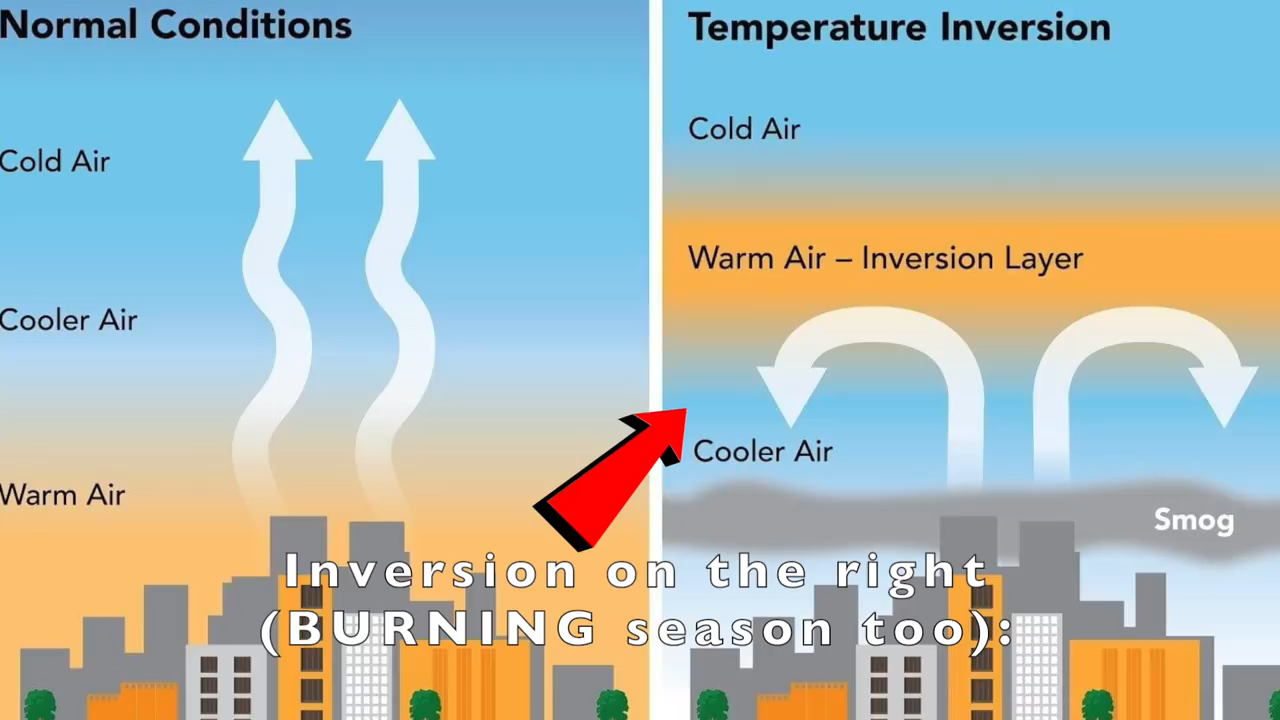 Normal Conditions
Cold Air
Cooler Air
Warm Air
Temperature Inversion
Cold Air
Warm Air – Inversion Layer
Cooler Air
Smog
Inversion on the right
(BURNING season too):